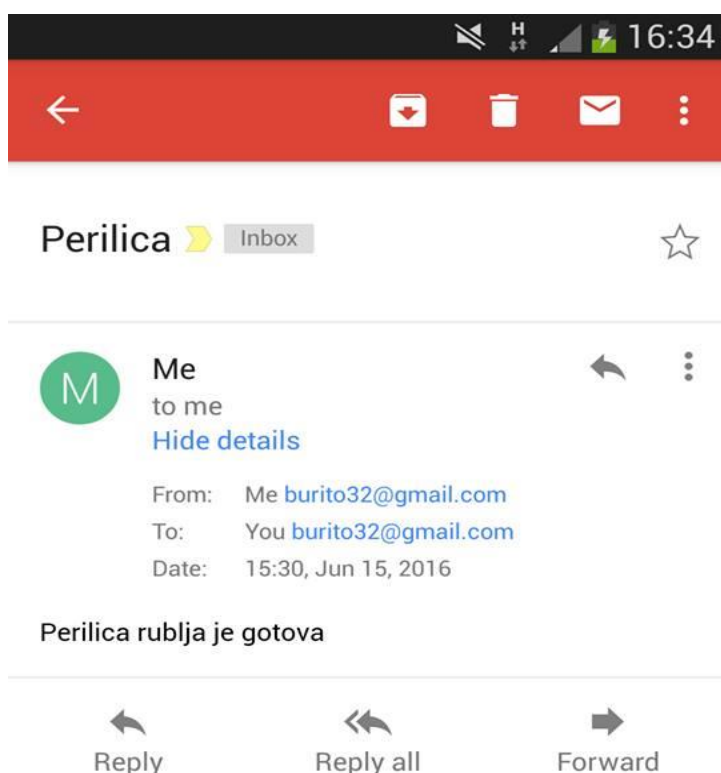 H 16:34
Perilica Inbox
M Me
to me
Hide details
From: Me burito32@gmail.com
To: You burito32@gmail.com
Date: 15:30, Jun 15, 2016
Perilica rublja je gotova
Reply Reply all Forward